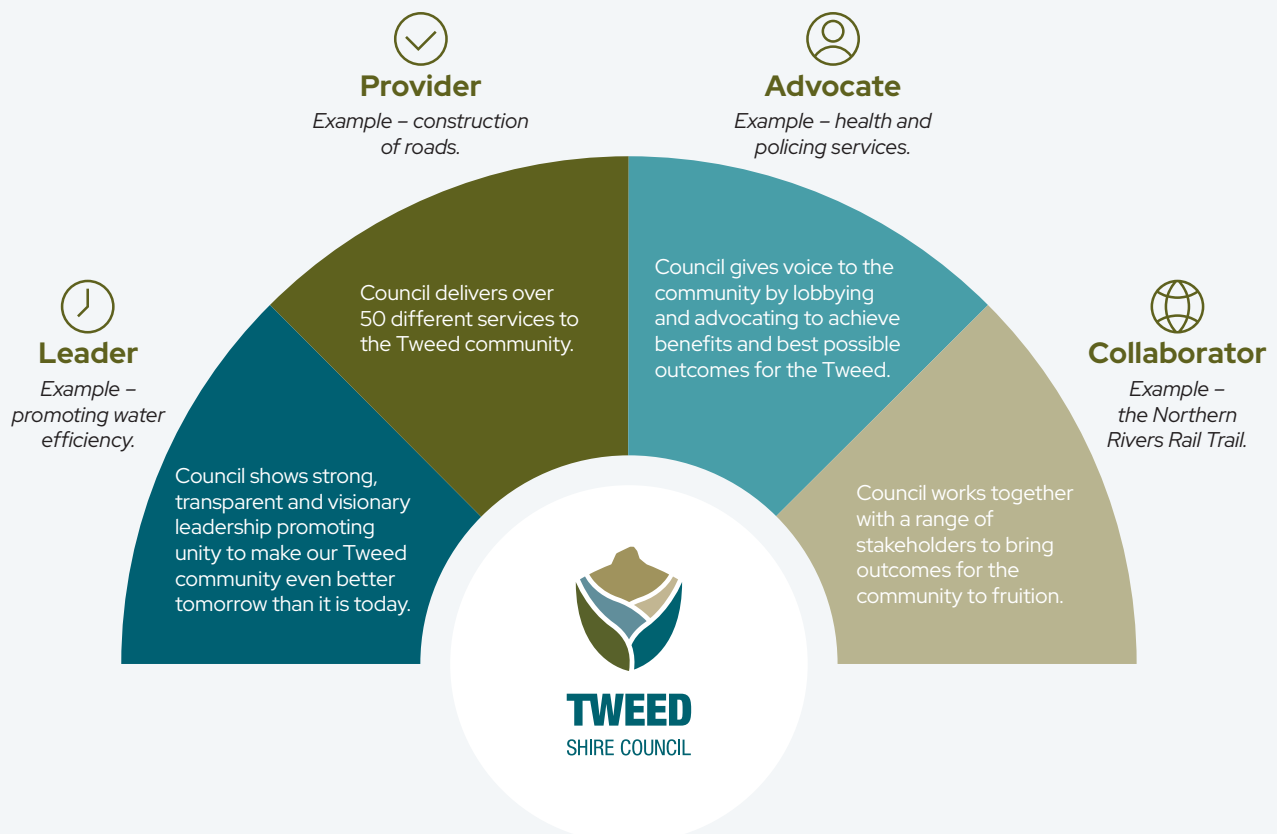 Leader
Example –
promoting water
efficiency.
Council shows strong,
transparent and visionary
leadership promoting
unity to make our Tweed
community even better
tomorrow than it is today.
Provider
Example – construction
of roads.
Council delivers over
50 different services to
the Tweed community.
Advocate
Example – health and
policing services.
Council gives voice to the
community by lobbying
and advocating to achieve
benefits and best possible
outcomes for the Tweed.
Collaborator
Example –
the Northern
Rivers Rail Trail.
Council works together
with a range of
stakeholders to bring
outcomes for the
community to fruition.
TWEED
SHIRE COUNCIL